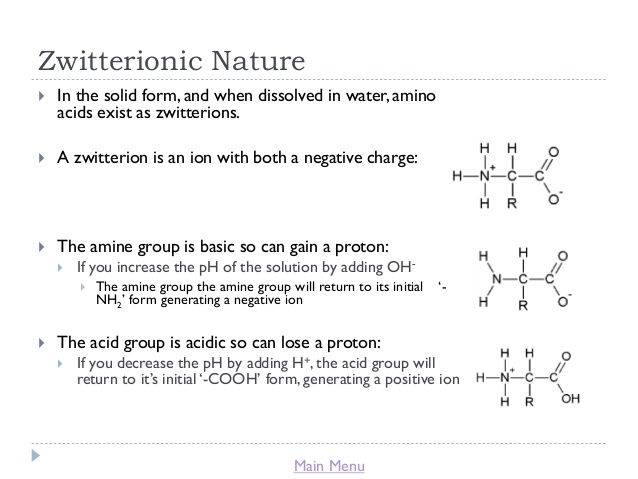 Zwitterionic Nature
In the solid form, and when dissolved in water, amino
acids exist as zwitterions.
A zwitterion is an ion with both a negative charge:
H H O
H—N⁺—C—C
H R O⁻
The amine group is basic so can gain a proton:
If you increase the pH of the solution by adding OH⁻
The amine group the amine group will return to its initial ‘-
NH₂’ form generating a negative ion
H H O
N—C—C
H R O⁻
The acid group is acidic so can lose a proton:
If you decrease the pH by adding H⁺, the acid group will
return to it’s initial ‘-COOH’ form, generating a positive ion
H H O
H—N⁺—C—C
H R OH
Main Menu